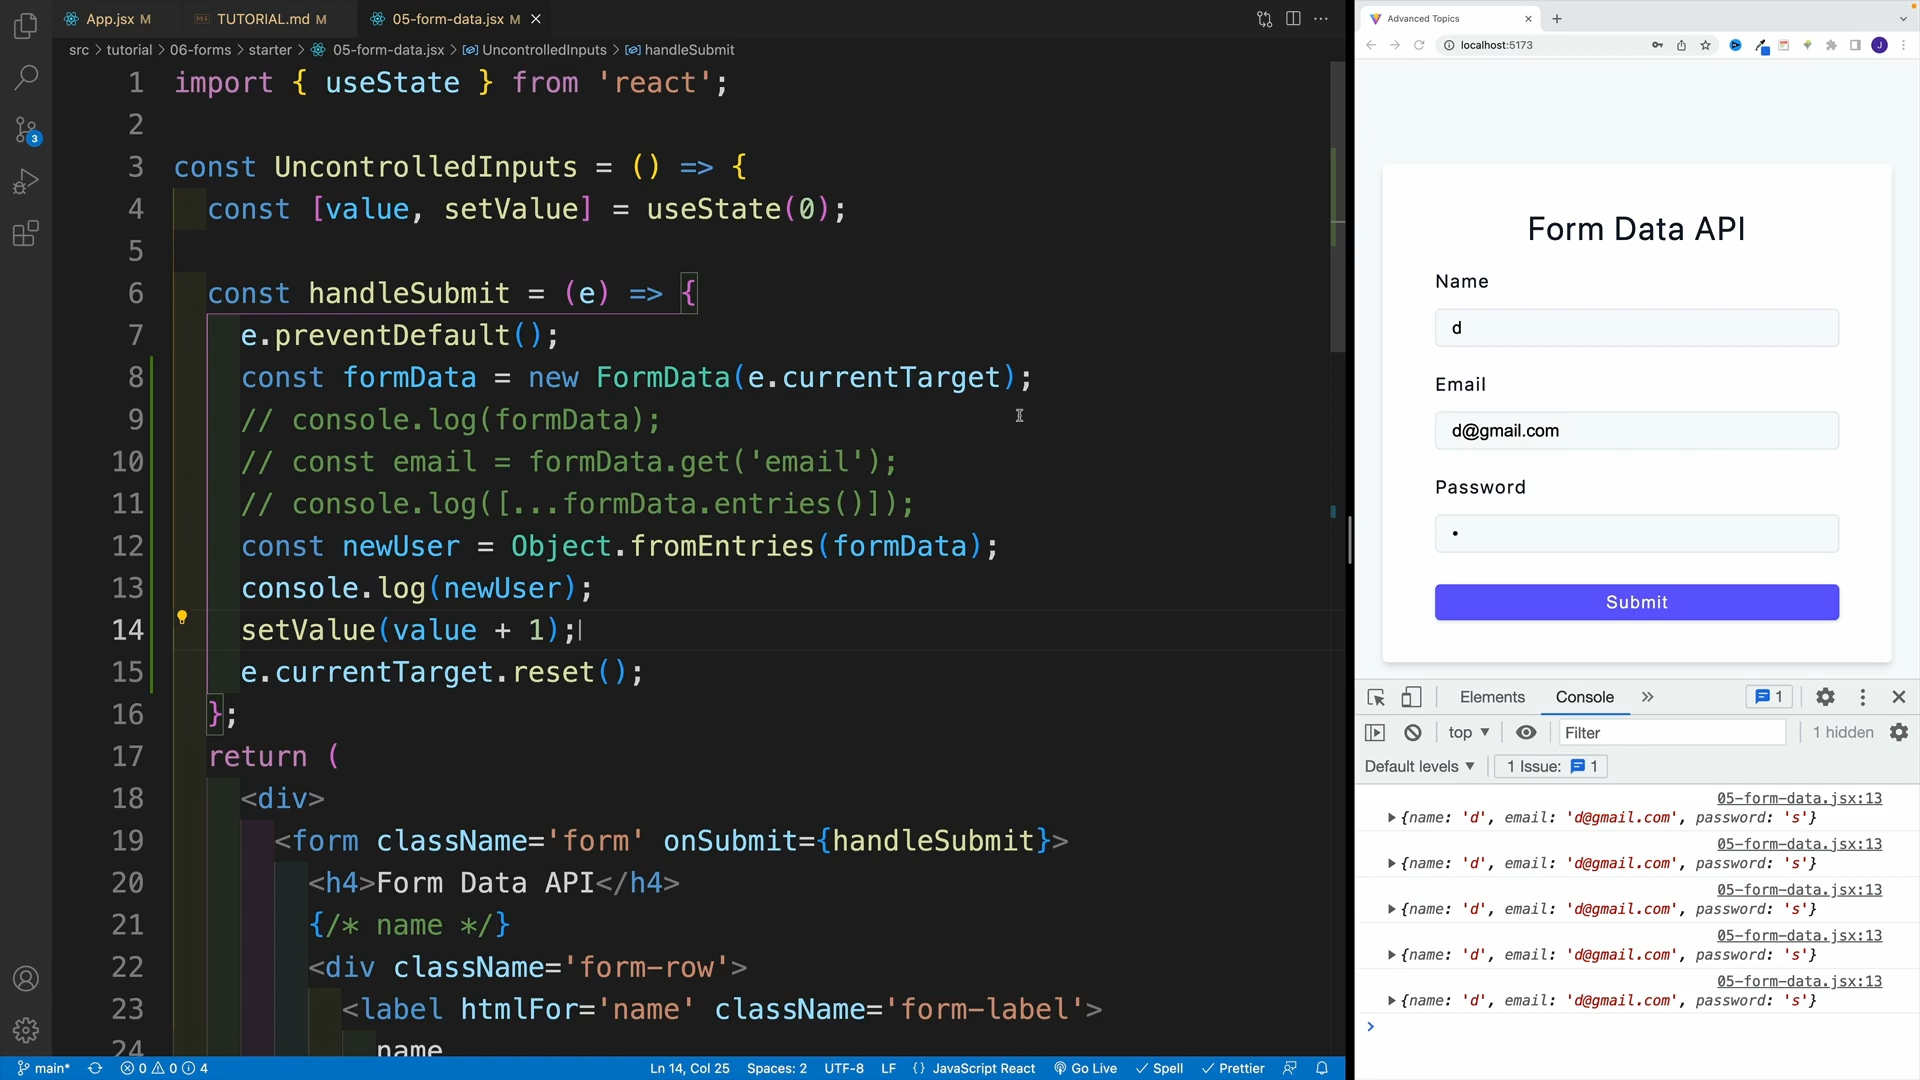 App.jsx M
TUTORIAL.md M
05-form-data.jsx M
src > tutorial > 06-forms > starter > 05-form-data.jsx > UncontrolledInputs > handleSubmit
1 import { useState } from 'react';
2
3 const UncontrolledInputs = () => {
4 const [value, setValue] = useState(0);
5
6 const handleSubmit = (e) => {
7 e.preventDefault();
8 const formData = new FormData(e.currentTarget);
9 // console.log(formData);
10 // const email = formData.get('email');
11 // console.log([...formData.entries()]);
12 const newUser = Object.fromEntries(formData);
13 console.log(newUser);
14 setValue(value + 1);
15 e.currentTarget.reset();
16 };
17 return (
18 <div>
19 <form className='form' onSubmit={handleSubmit}>
20 <h4>Form Data API</h4>
21 {/* name */}
22 <div className='form-row'>
23 <label htmlFor='name' className='form-label'>
24 name
3
main* 0 0 4
Ln 14, Col 25 Spaces: 2 UTF-8 LF {} JavaScript React Go Live Spell Prettier
Advanced Topics
localhost:5173
J
Form Data API
Name
d
Email
d@gmail.com
Password
•
Submit
Elements Console 1
top Filter 1 hidden
Default levels 1 Issue: 1
05-form-data.jsx:13
{name: 'd', email: 'd@gmail.com', password: 's'}
05-form-data.jsx:13
{name: 'd', email: 'd@gmail.com', password: 's'}
05-form-data.jsx:13
{name: 'd', email: 'd@gmail.com', password: 's'}
05-form-data.jsx:13
{name: 'd', email: 'd@gmail.com', password: 's'}
05-form-data.jsx:13
{name: 'd', email: 'd@gmail.com', password: 's'}